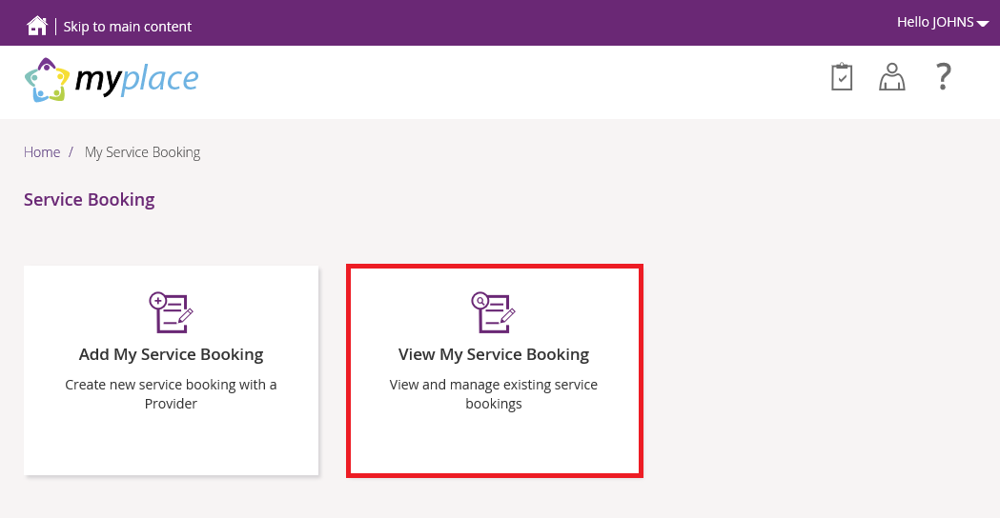 Skip to main content
Hello JOHNS
myplace
?
Home / My Service Booking
Service Booking
Add My Service Booking
Create new service booking with a
Provider
View My Service Booking
View and manage existing service
bookings